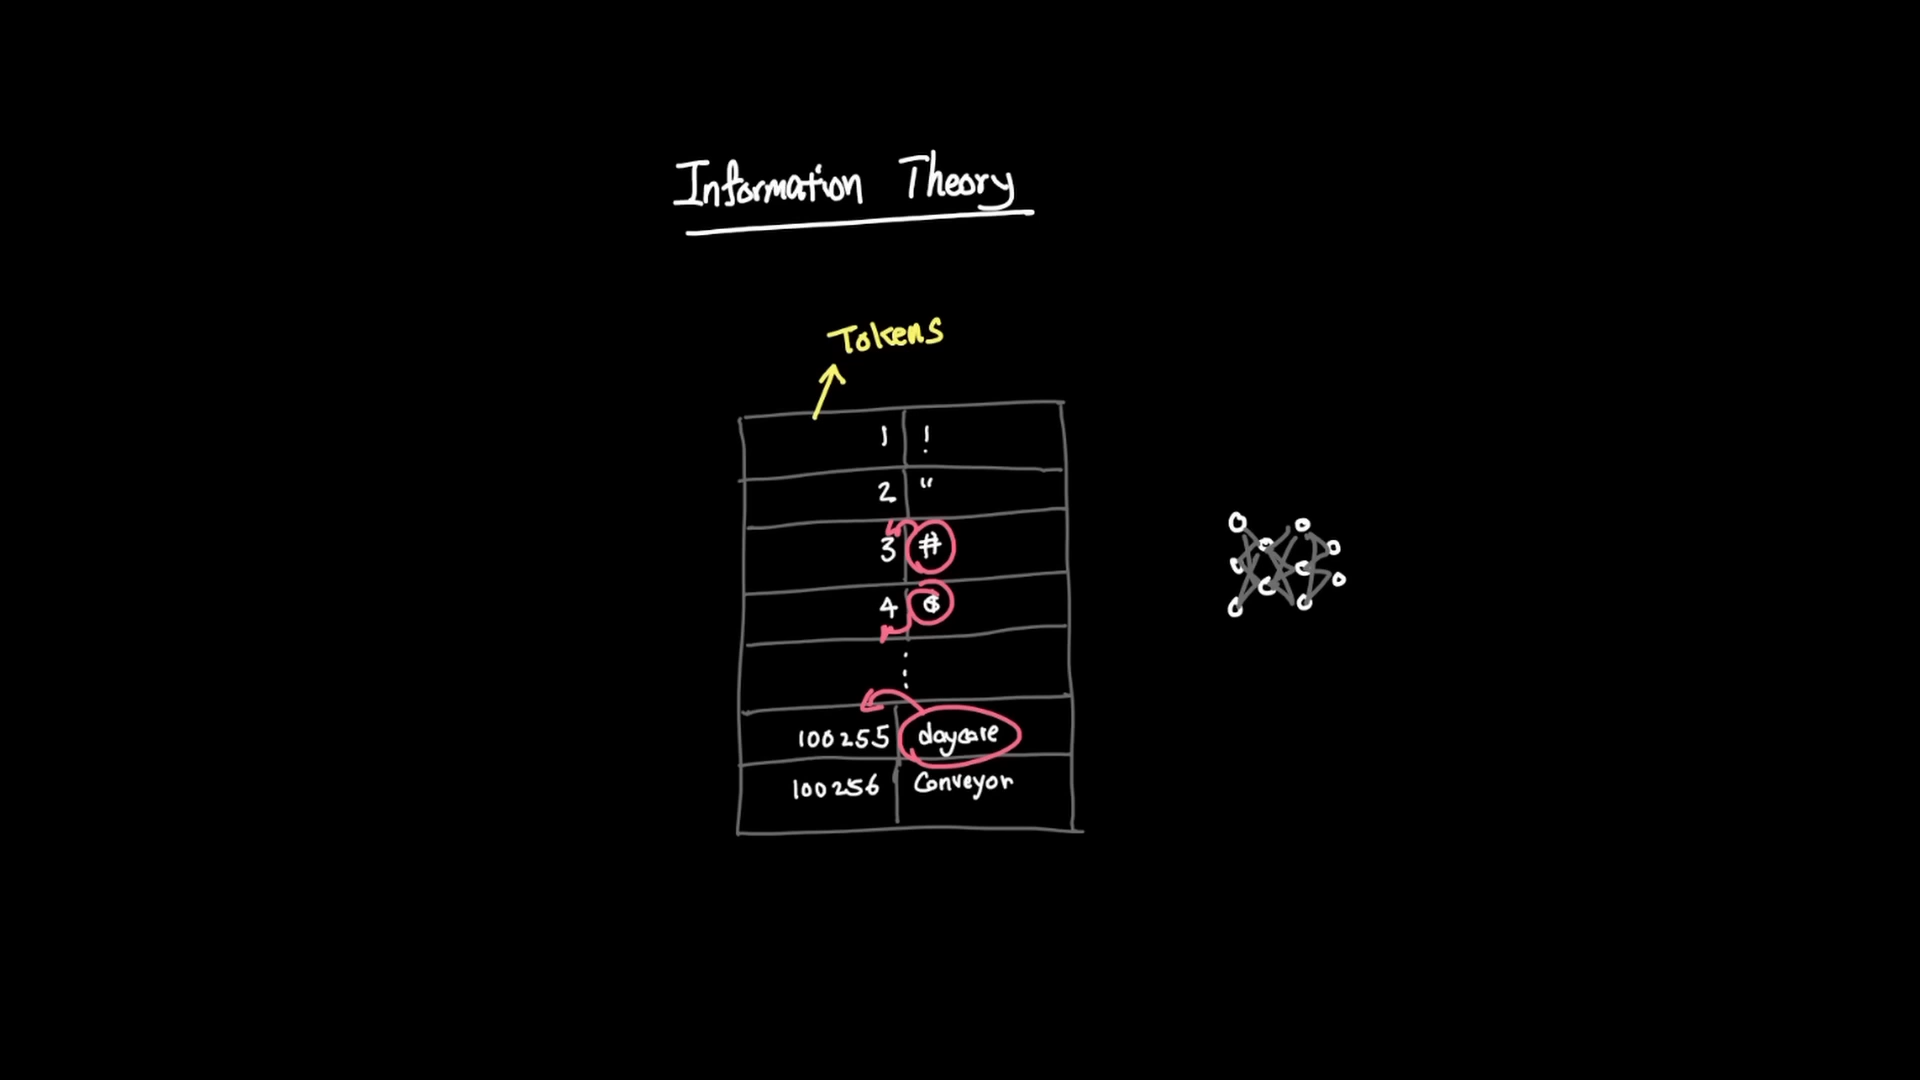 Information Theory
Tokens
1 !
2 “
3 #
4 $
100255 daycare
100256 Conveyor